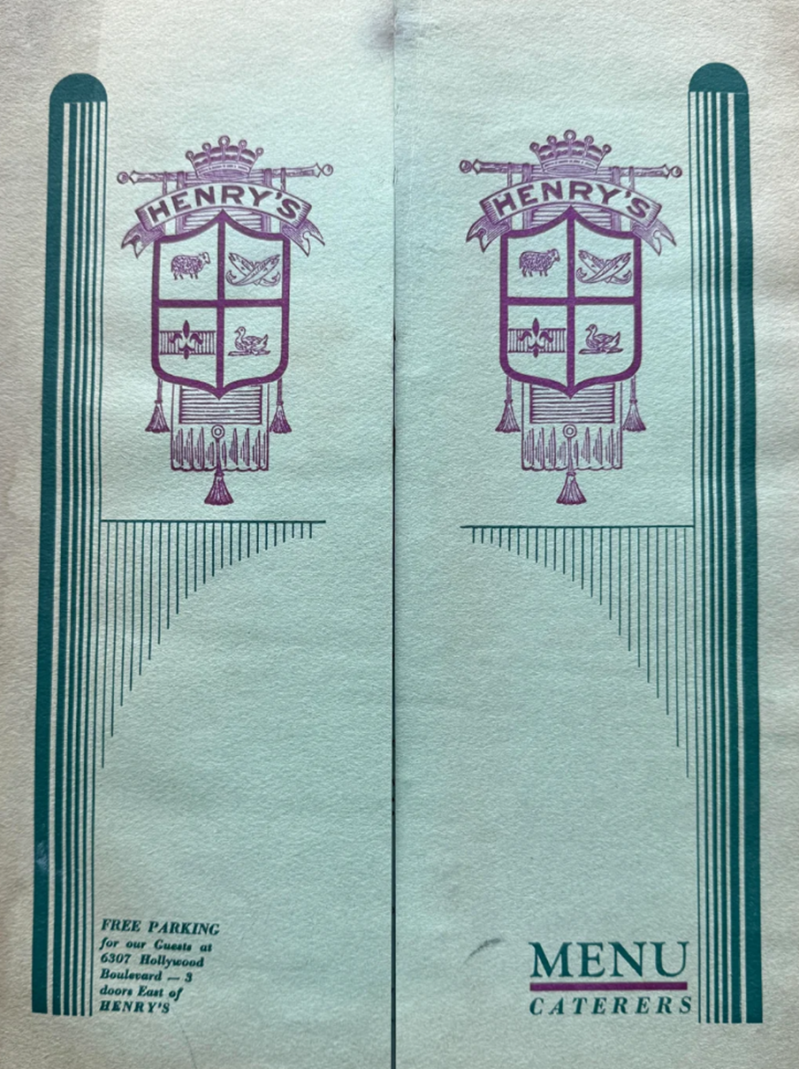 HENRY'S
FREE PARKING
for our Guests at
6307 Hollywood
Boulevard — 3
doors East of
HENRY'S
HENRY'S
MENU
CATERERS